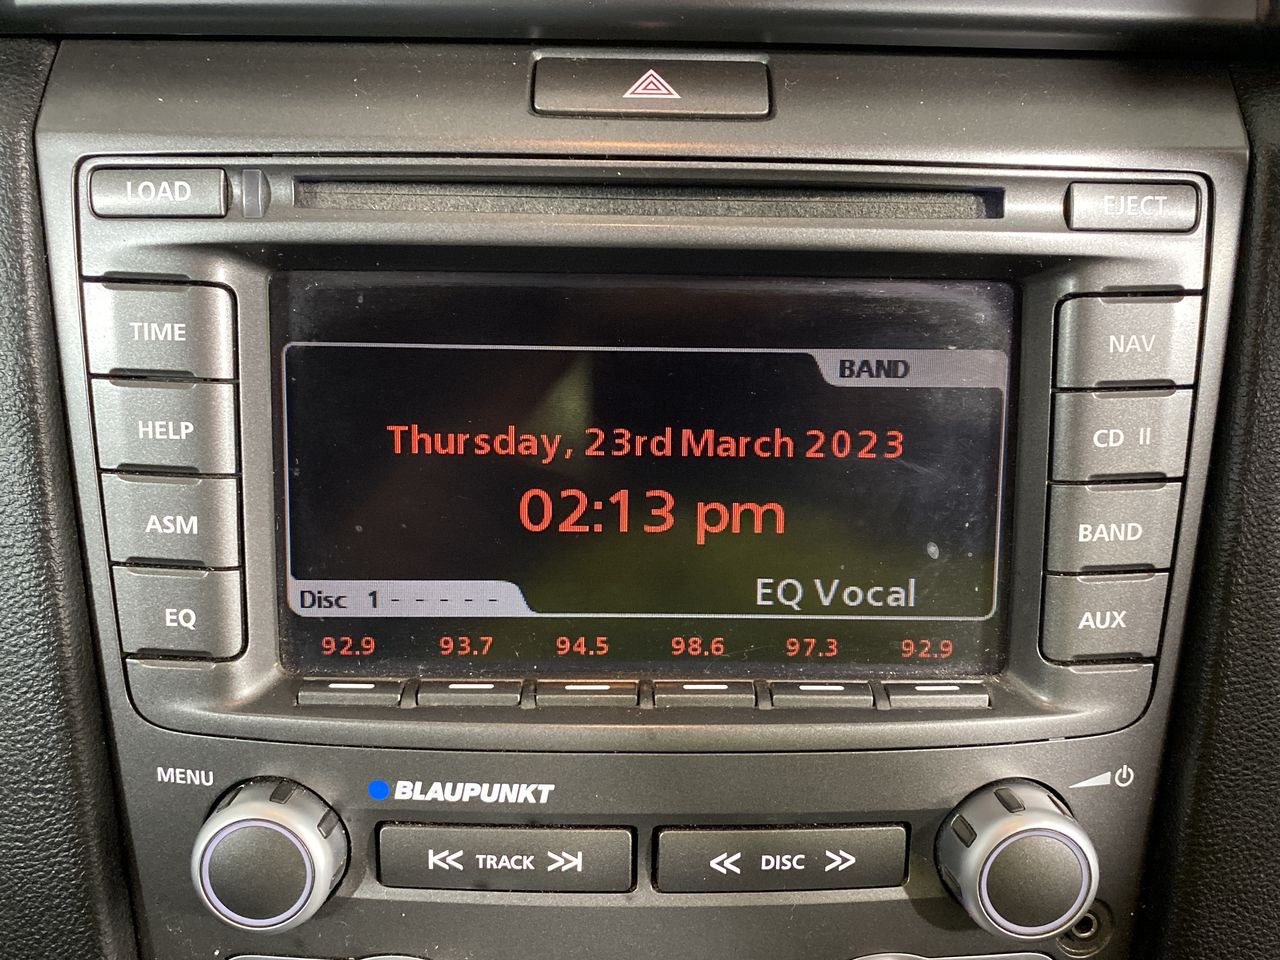 LOAD
EJECT
TIME
NAV
BAND
HELP
CD II
Thursday, 23rd March 2023
02:13 pm
ASM
BAND
EQ
Disc 1 - - - - -
EQ Vocal
AUX
92.9 93.7 94.5 98.6 97.3 92.9
MENU
BLAUPUNKT
TRACK
DISC